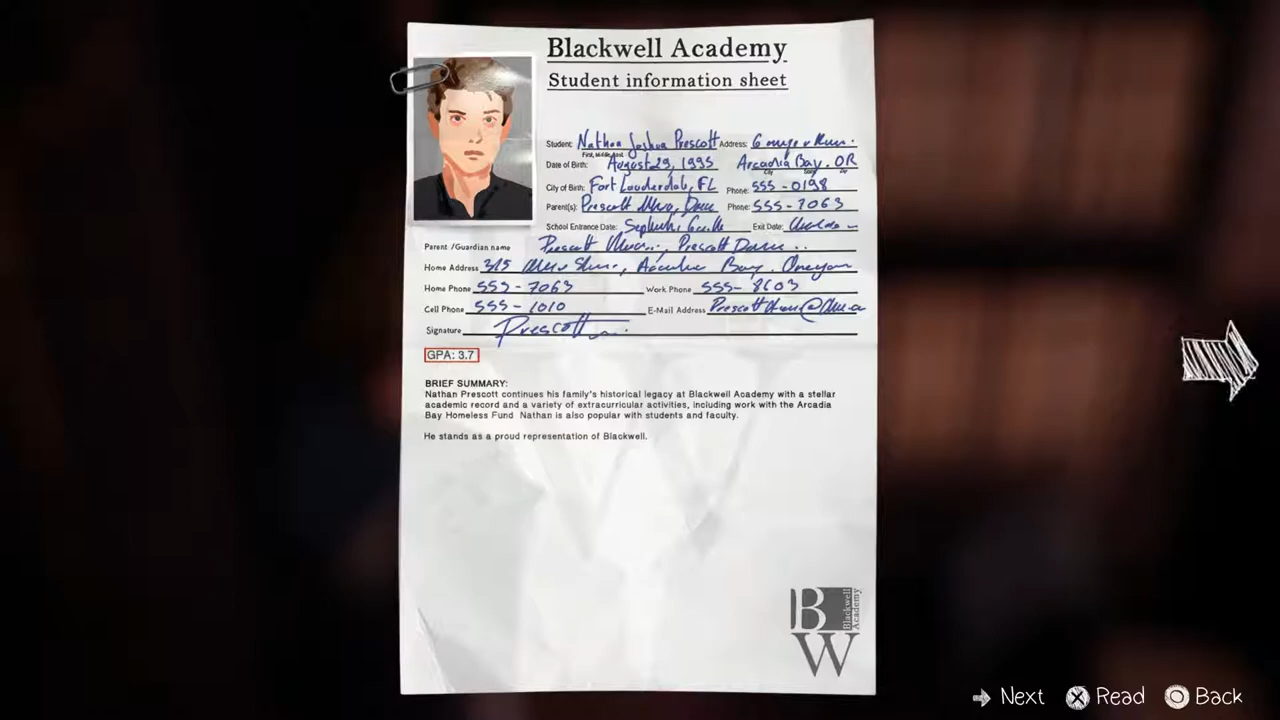 Blackwell Academy
Student information sheet
Student: Nathan Joshua Prescott Address:
First, Middle, Last
Date of Birth: August 29, 1995 Arcadia Bay, OR
City of Birth: Fort Lauderdale, FL Phone: 555-0198
Parent(s): Prescott Phone: 555-7063
School Entrance Date: Exit Date:
Parent /Guardian name Prescott Prescott
Home Address 315 Bay,
Home Phone 555-7063 Work Phone 555-8603
Cell Phone 555-1010 E-Mail Address
Signature Prescott
GPA: 3.7
BRIEF SUMMARY:
Nathan Prescott continues his family's historical legacy at Blackwell Academy with a stellar
academic record and a variety of extracurricular activities, including work with the Arcadia
Bay Homeless Fund Nathan is also popular with students and faculty.
He stands as a proud representation of Blackwell.
B
Blackwell Academy
W
Next Read Back